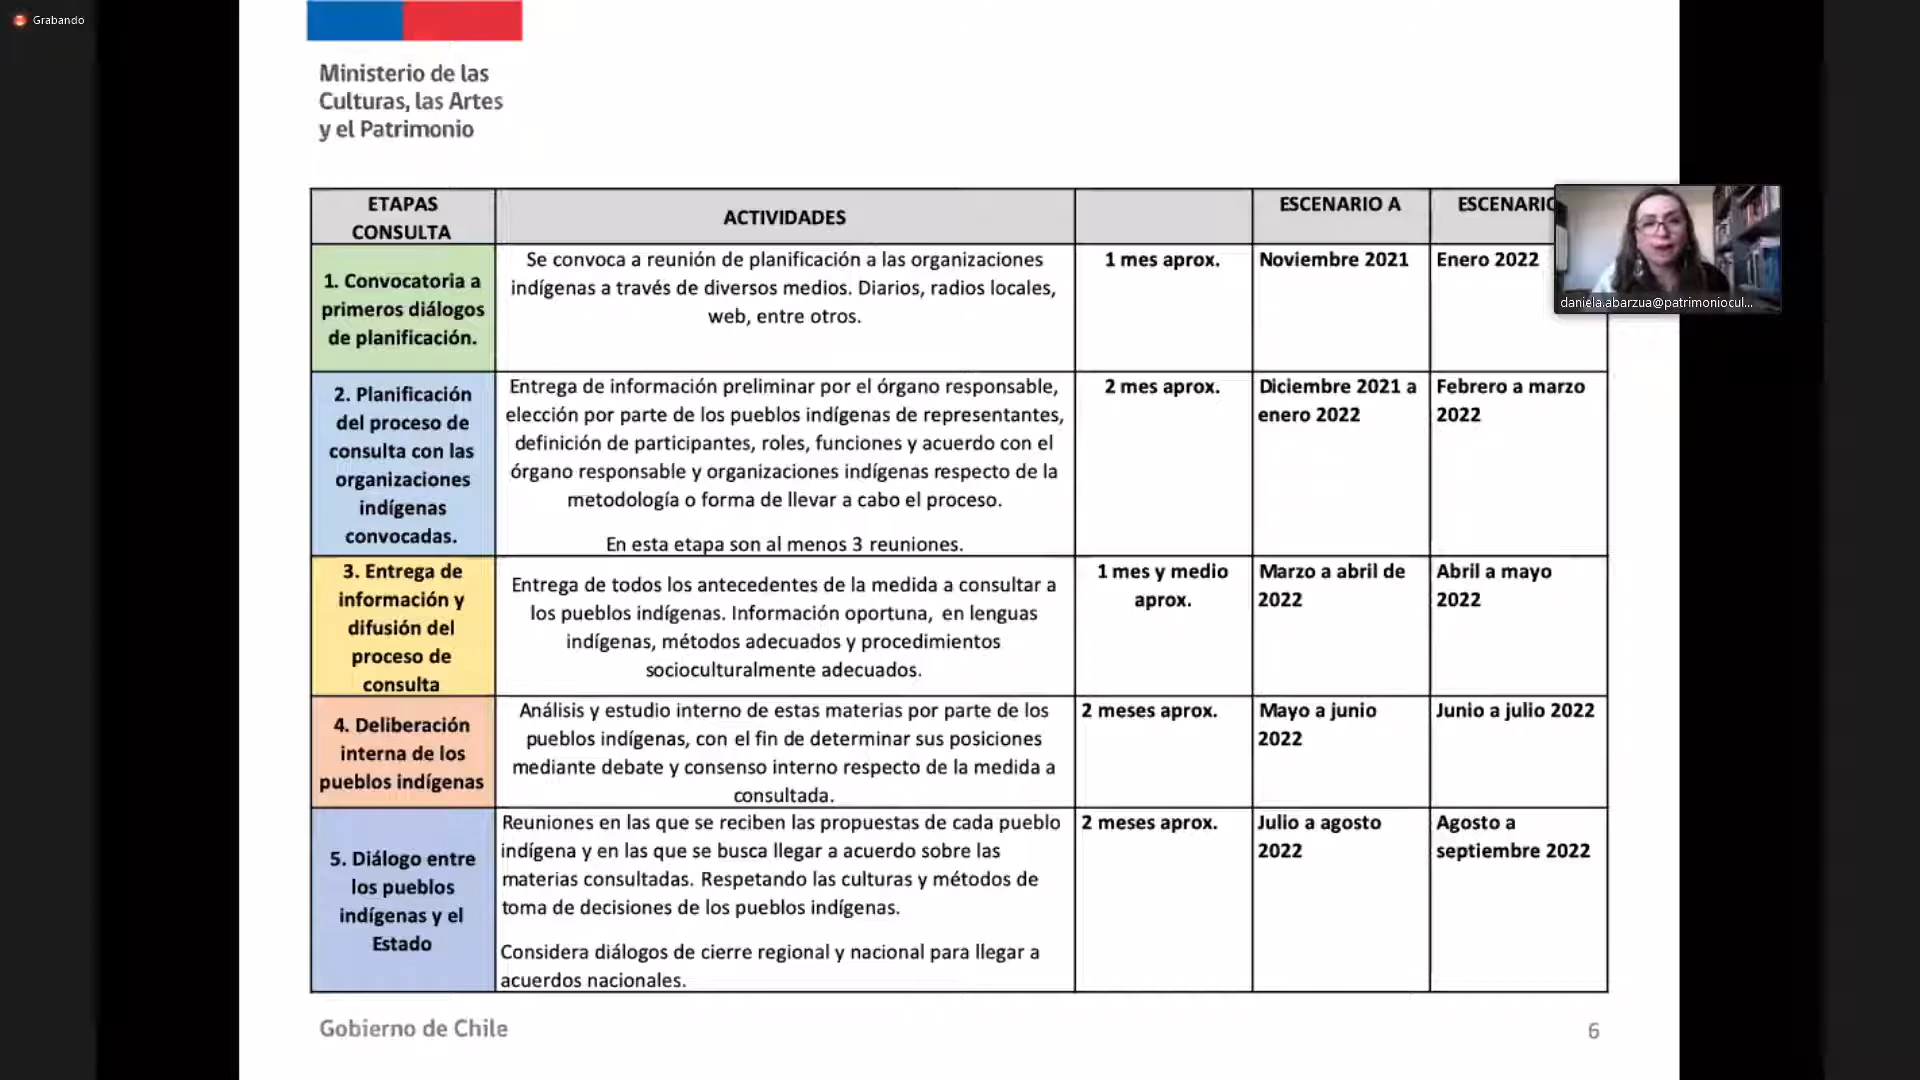 Grabando
Ministerio de las
Culturas, las Artes
y el Patrimonio
ETAPAS
CONSULTA
ACTIVIDADES
ESCENARIO A
ESCENARIO
1. Convocatoria a
primeros diálogos
de planificación.
Se convoca a reunión de planificación a las organizaciones
indígenas a través de diversos medios. Diarios, radios locales,
web, entre otros.
1 mes aprox.
Noviembre 2021
Enero 2022
daniela.abarzua@patrimoniocul...
2. Planificación
del proceso de
consulta con las
organizaciones
indígenas
convocadas.
Entrega de información preliminar por el órgano responsable,
elección por parte de los pueblos indígenas de representantes,
definición de participantes, roles, funciones y acuerdo con el
órgano responsable y organizaciones indígenas respecto de la
metodología o forma de llevar a cabo el proceso.
En esta etapa son al menos 3 reuniones.
2 mes aprox.
Diciembre 2021 a
enero 2022
Febrero a marzo
2022
3. Entrega de
información y
difusión del
proceso de
consulta
Entrega de todos los antecedentes de la medida a consultar a
los pueblos indígenas. Información oportuna, en lenguas
indígenas, métodos adecuados y procedimientos
socioculturalmente adecuados.
1 mes y medio
aprox.
Marzo a abril de
2022
Abril a mayo
2022
4. Deliberación
interna de los
pueblos indígenas
Análisis y estudio interno de estas materias por parte de los
pueblos indígenas, con el fin de determinar sus posiciones
mediante debate y consenso interno respecto de la medida a
consultada.
2 meses aprox.
Mayo a junio
2022
Junio a julio 2022
5. Diálogo entre
los pueblos
indígenas y el
Estado
Reuniones en las que se reciben las propuestas de cada pueblo
indígena y en las que se busca llegar a acuerdo sobre las
materias consultadas. Respetando las culturas y métodos de
toma de decisiones de los pueblos indígenas.
Considera diálogos de cierre regional y nacional para llegar a
acuerdos nacionales.
2 meses aprox.
Julio a agosto
2022
Agosto a
septiembre 2022
Gobierno de Chile
6